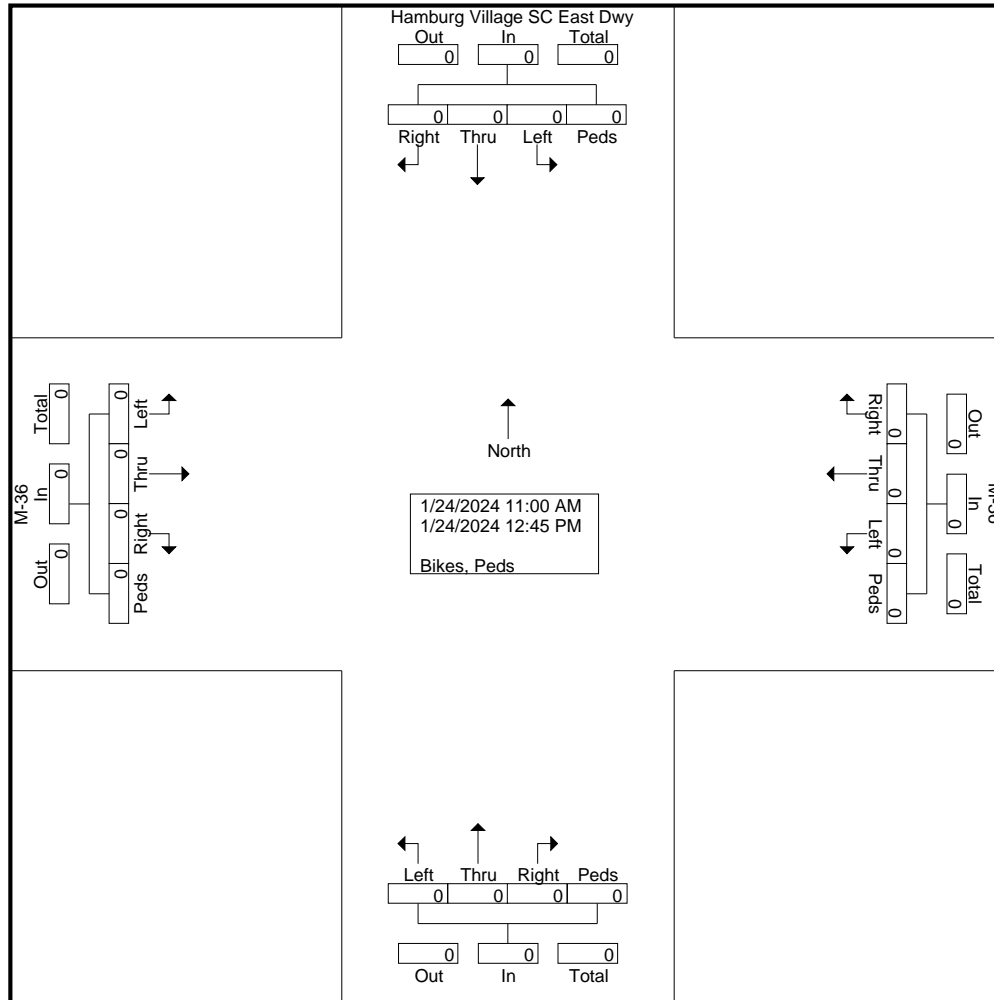 Hamburg Village SC East Dwy
Out In Total
0 0 0
0 0 0 0
Right Thru Left Peds
Total In Out
0 0 0
0 0 0 0
Left Thru Right Peds
M-36
North
1/24/2024 11:00 AM
1/24/2024 12:45 PM
Bikes, Peds
Right Thru Left Peds
0 0 0 0
Out In Total
0 0 0
Left Thru Right Peds
0 0 0 0
0 0 0
Out In Total